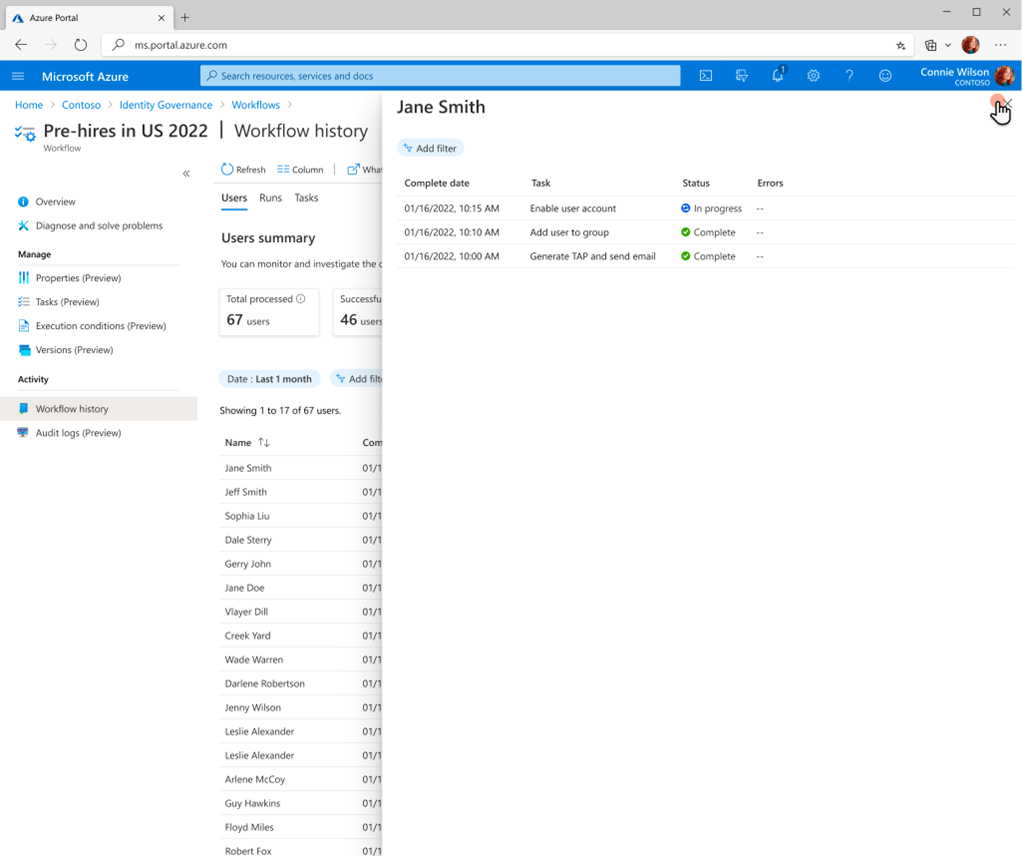 Azure Portal
ms.portal.azure.com
Microsoft Azure
Search resources, services and docs
1
Connie Wilson
CONTOSO
Home > Contoso > Identity Governance > Workflows >
Pre-hires in US 2022 | Workflow history
Workflow
Overview
Diagnose and solve problems
Manage
Properties (Preview)
Tasks (Preview)
Execution conditions (Preview)
Versions (Preview)
Activity
Workflow history
Audit logs (Preview)
Refresh Column
Users Runs Tasks
Users summary
You can monitor and investigate the
Total processed
67 users
46 users
Date : Last 1 month
Add
Showing 1 to 17 of 67 users.
Name
Jane Smith 01/1
Jeff Smith 01/1
Sophia Liu 01/1
Dale Sterry 01/1
Gerry John 01/1
Jane Doe 01/1
Vlayer Dill 01/1
Creek Yard 01/1
Wade Warren 01/1
Darlene Robertson 01/1
Jenny Wilson 01/1
Leslie Alexander 01/1
Leslie Alexander 01/1
Arlene McCoy 01/1
Guy Hawkins 01/1
Floyd Miles 01/1
Robert Fox 01/1
Jane Smith
Add filter
Complete date Task Status Errors
01/16/2022, 10:15 AM Enable user account In progress --
01/16/2022, 10:10 AM Add user to group Complete --
01/16/2022, 10:00 AM Generate TAP and send email Complete --